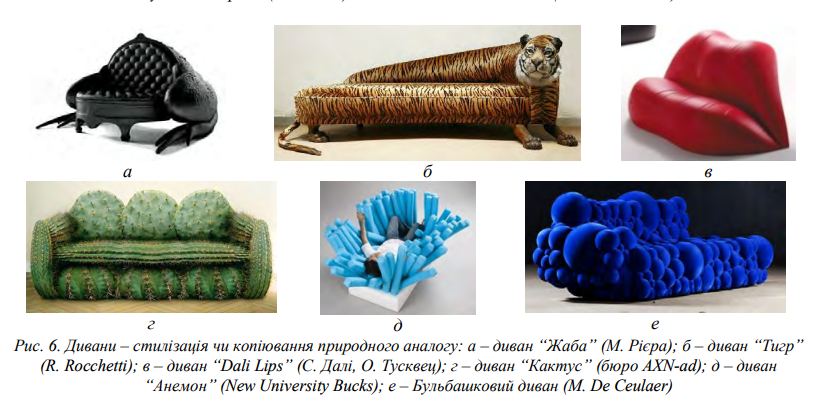 а
б
в
г
д
е
Рис. 6. Дивани – стилізація чи копіювання природного аналогу: а – диван “Жаба” (М. Рієра); б – диван “Тигр”
(R. Rocchetti); в – диван “Dali Lips” (С. Далі, О. Тусквец); г – диван “Кактус” (бюро AXN-ad); д – диван
“Анемон” (New University Bucks); е – Бульбашковий диван (M. De Ceulaer)